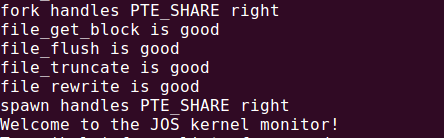 fork handles PTE_SHARE right
file_get_block is good
file_flush is good
file_truncate is good
file rewrite is good
spawn handles PTE_SHARE right
Welcome to the JOS kernel monitor!